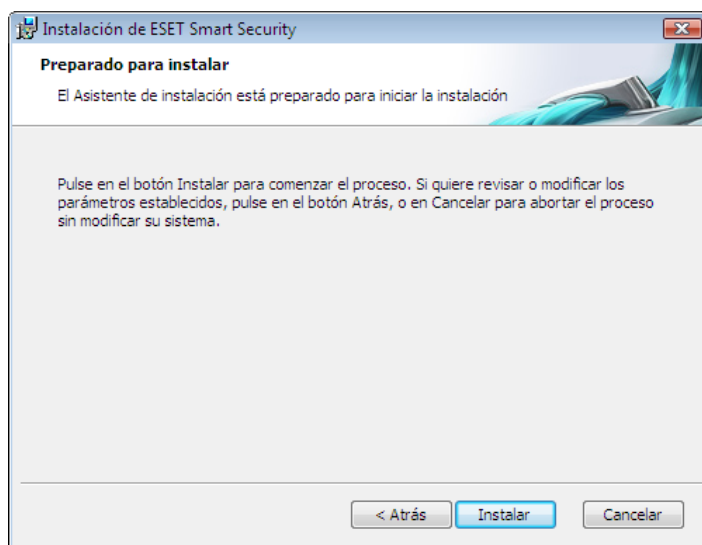 Instalación de ESET Smart Security
Preparado para instalar
El Asistente de instalación está preparado para iniciar la instalación
Pulse en el botón Instalar para comenzar el proceso. Si quiere revisar o modificar los
parámetros establecidos, pulse en el botón Atrás, o en Cancelar para abortar el proceso
sin modificar su sistema.
< Atrás
Instalar
Cancelar